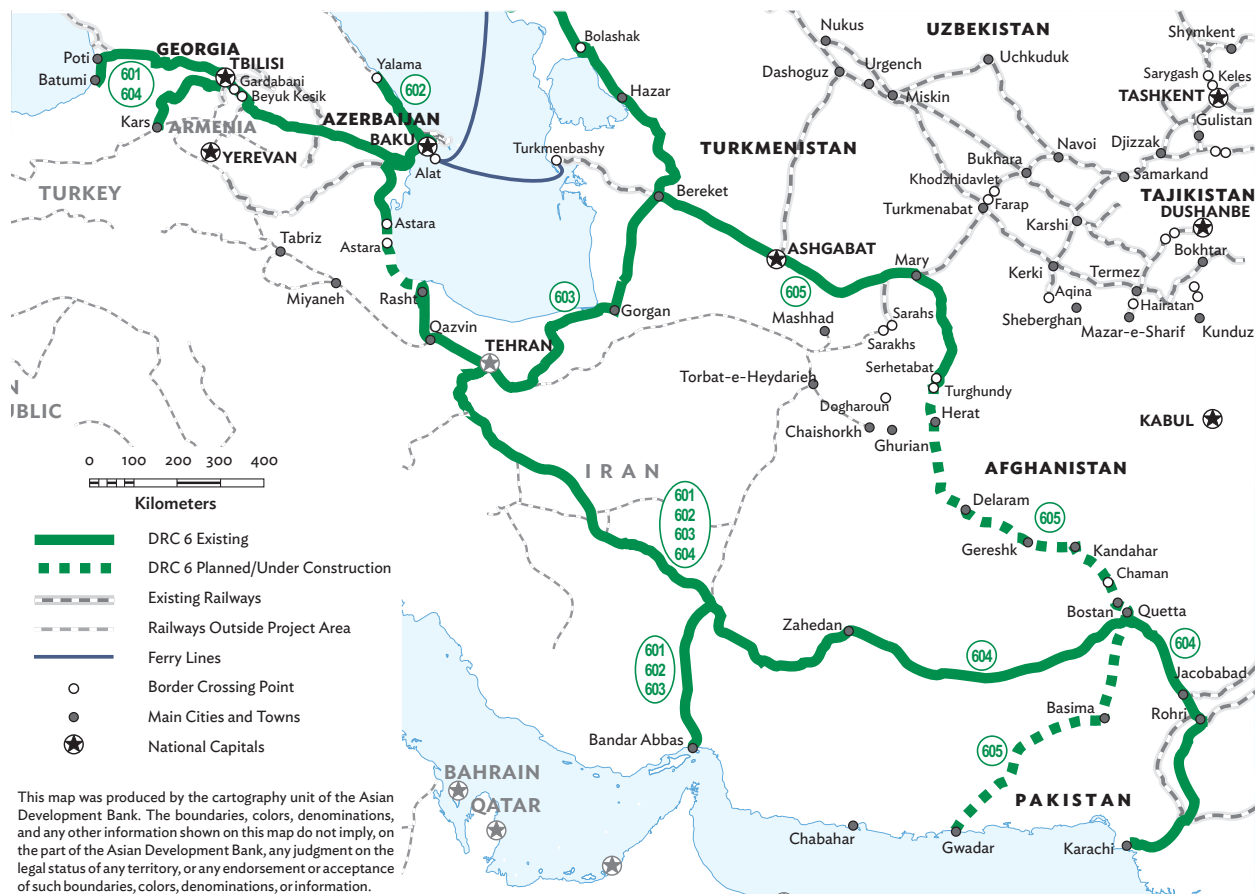 Poti
Batumi
601
604
GEORGIA
TBILISI
Gardabani
Beyuk Kesik
Kars
ARMENIA
YEREVAN
TURKEY
Yalama
602
AZERBAIJAN
BAKU
Alat
Astara
Astara
Tabriz
Miyaneh
Rasht
Qazvin
TEHRAN
603
Gorgan
Bolashak
Hazar
Turkmenbashy
Bereket
TURKMENISTAN
ASHGABAT
605
Nukus
Dashoguz
Urgench
Miskin
UZBEKISTAN
Uchkuduk
Shymkent
Sarygash
Keles
TASHKENT
Gulistan
Djizzak
Navoi
Bukhara
Khodzhidavlet
Farap
Turkmenabat
Samarkand
Karshi
TAJIKISTAN
DUSHANBE
Bokhtar
Kerki
Termez
Aqina
Hairatan
Sheberghan
Mazar-e-Sharif
Kunduz
Mary
Mashhad
Sarahs
Sarakhs
Serhetabat
Turghundy
Torbat-e-Heydarieh
Dogharoun
Herat
Chaishorkh
Ghurian
KABUL
AFGHANISTAN
N
UBLIC
IRAN
601
602
603
604
Delaram
605
Gereshk
Kandahar
Chaman
Bostan
Quetta
Zahedan
604
604
Jacobabad
Basima
Rohri
601
602
603
Bandar Abbas
605
PAKISTAN
BAHRAIN
QATAR
Chabahar
Gwadar
Karachi
0 100 200 300 400
Kilometers
DRC 6 Existing
DRC 6 Planned/Under Construction
Existing Railways
Railways Outside Project Area
Ferry Lines
Border Crossing Point
Main Cities and Towns
National Capitals
This map was produced by the cartography unit of the Asian
Development Bank. The boundaries, colors, denominations,
and any other information shown on this map do not imply, on
the part of the Asian Development Bank, any judgment on the
legal status of any territory, or any endorsement or acceptance
of such boundaries, colors, denominations, or information.